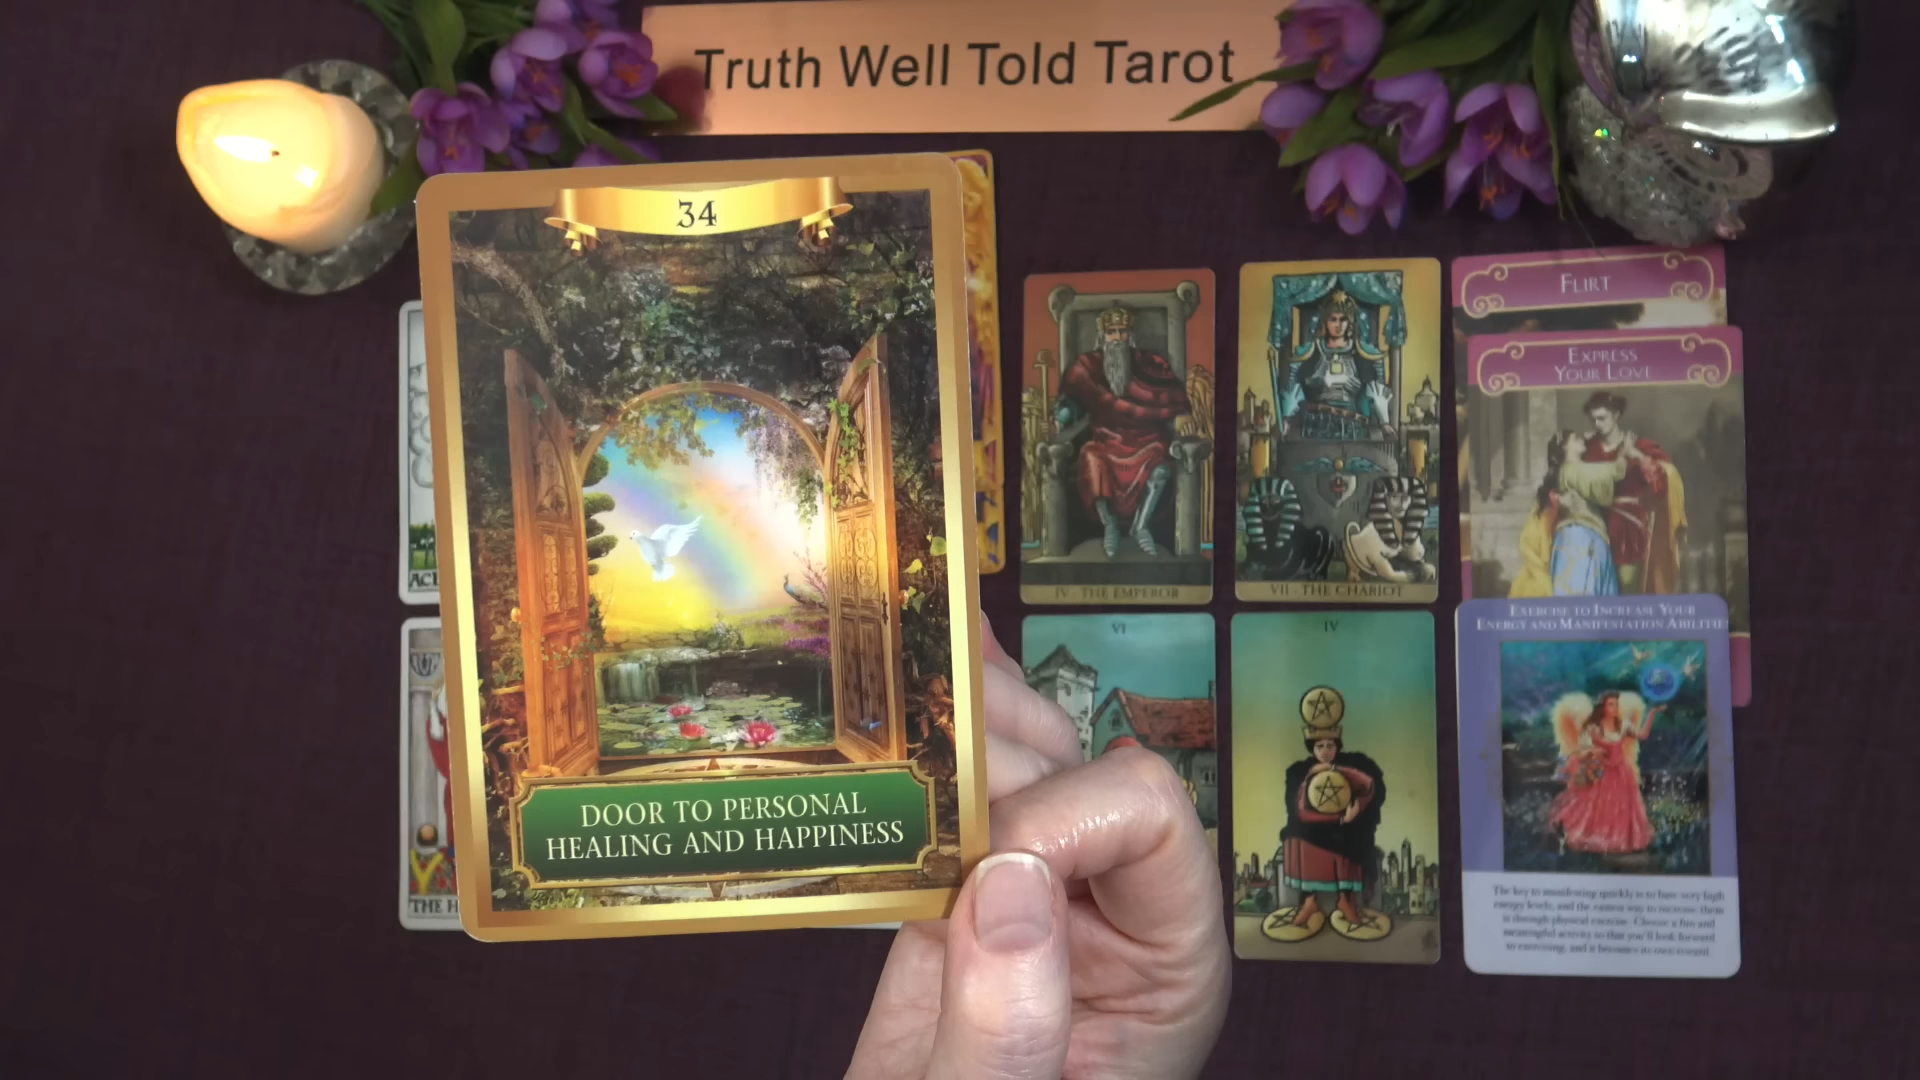 Truth Well Told Tarot
34
DOOR TO PERSONAL
HEALING AND HAPPINESS
IV - THE EMPEROR
VII - THE CHARIOT
FLIRT
EXPRESS
YOUR LOVE
VI
IV
EXERCISE TO INCREASE YOUR
ENERGY AND MANIFESTATION ABILITIE
The key to manifesting quickly is to have very high
energy levels, and the easiest way to increase them
is through physical exercise. Choose a fun and
meaningful activity so that you'll look forward
to exercising, and it becomes its own reward.
AC
THE H